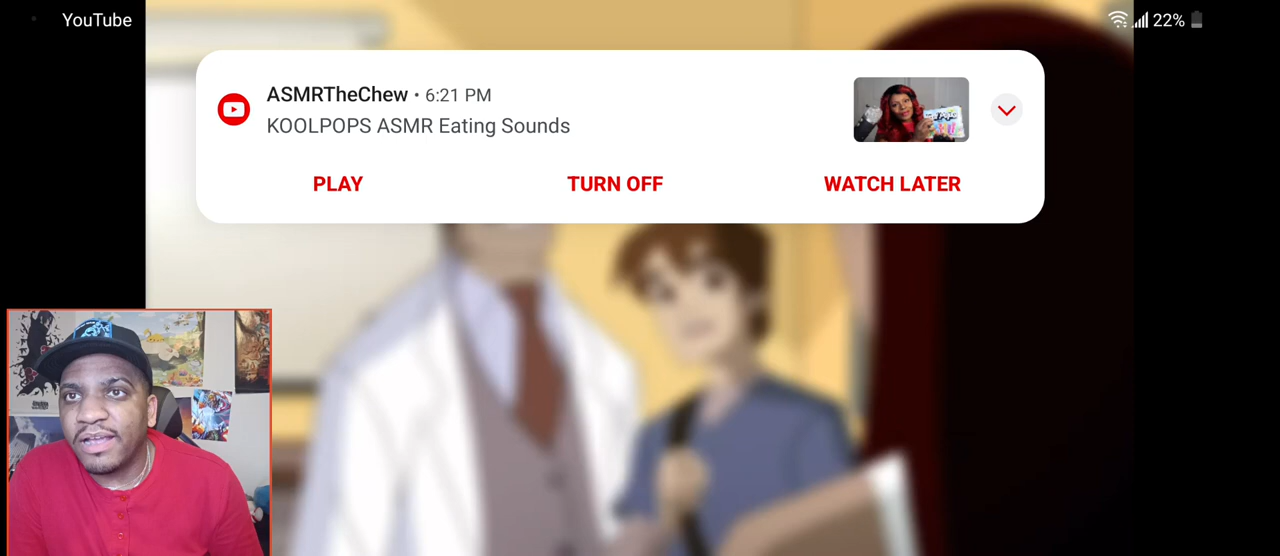 YouTube
22%
ASMRTheChew • 6:21 PM
KOOLPOPS ASMR Eating Sounds
PLAY
TURN OFF
WATCH LATER